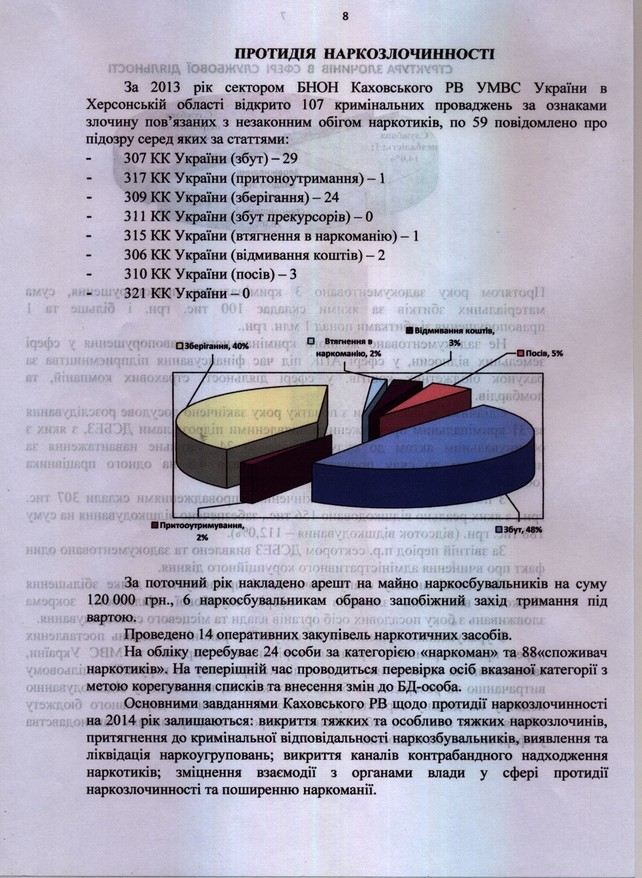 8
ПРОТИДІЯ НАРКОЗЛОЧИННОСТІ
За 2013 рік сектором БНОН Каховського РВ УМВС України в
Херсонській області відкрито 107 кримінальних проваджень за ознаками
злочину пов'язаних з незаконним обігом наркотиків, по 59 повідомлено про
підозру серед яких за статтями:
- 307 КК України (збут) – 29
- 317 КК України (притоноутримання) – 1
- 309 КК України (зберігання) – 24
- 311 КК України (збут прекурсорів) – 0
- 315 КК України (втягнення в наркоманію) – 1
- 306 КК України (відмивання коштів) – 2
- 310 КК України (посів) – 3
- 321 КК України – 0
Зберігання, 40%
Втягнення в
наркоманію, 2%
Відмивання коштів,
3%
Посів, 5%
Притооутримування,
2%
Збут, 48%
За поточний рік накладено арешт на майно наркосбувальників на суму
120 000 грн., 6 наркосбувальникам обрано запобіжний захід тримання під
вартою.
Проведено 14 оперативних закупівель наркотичних засобів.
На обліку перебуває 24 особи за категорією «наркоман» та 88«споживач
наркотиків». На теперішній час проводиться перевірка осіб вказаної категорії з
метою корегування списків та внесення змін до БД-особа.
Основними завданнями Каховського РВ щодо протидії наркозлочинності
на 2014 рік залишаються: викриття тяжких та особливо тяжких наркозлочинів,
притягнення до кримінальної відповідальності наркозбувальників, виявлення та
ліквідація наркоугруповань; викриття каналів контрабандного надходження
наркотиків; зміцнення взаємодії з органами влади у сфері протидії
наркозлочинності та поширенню наркоманії.